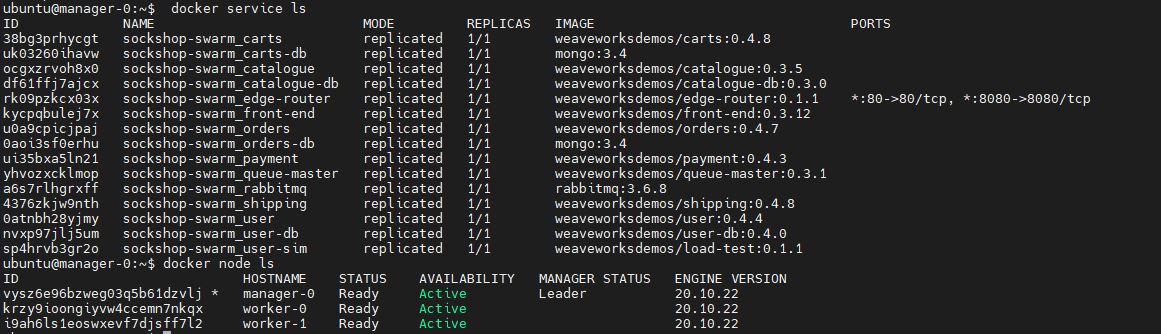 ubuntu@manager-0:~$  docker service ls
ID             NAME                          MODE         REPLICAS   IMAGE                                PORTS
38bg3prhycgt   sockshop-swarm_carts          replicated   1/1        weaveworksdemos/carts:0.4.8
uk03260ihavw   sockshop-swarm_carts-db       replicated   1/1        mongo:3.4
ocgxzrvoh8x0   sockshop-swarm_catalogue      replicated   1/1        weaveworksdemos/catalogue:0.3.5
df61ffj7ajcx   sockshop-swarm_catalogue-db   replicated   1/1        weaveworksdemos/catalogue-db:0.3.0
rk09pzkcx03x   sockshop-swarm_edge-router    replicated   1/1        weaveworksdemos/edge-router:0.1.1    *:80->80/tcp, *:8080->8080/tcp
kycpqbulej7x   sockshop-swarm_front-end      replicated   1/1        weaveworksdemos/front-end:0.3.12
u0a9cpicjpaj   sockshop-swarm_orders         replicated   1/1        weaveworksdemos/orders:0.4.7
0aoi3sf0erhu   sockshop-swarm_orders-db      replicated   1/1        mongo:3.4
ui35bxa5ln21   sockshop-swarm_payment        replicated   1/1        weaveworksdemos/payment:0.4.3
yhvozxcklmop   sockshop-swarm_queue-master   replicated   1/1        weaveworksdemos/queue-master:0.3.1
a6s7rlhgrxff   sockshop-swarm_rabbitmq       replicated   1/1        rabbitmq:3.6.8
4376zkjw9nth   sockshop-swarm_shipping       replicated   1/1        weaveworksdemos/shipping:0.4.8
0atnbh28yjmy   sockshop-swarm_user           replicated   1/1        weaveworksdemos/user:0.4.4
nvxp97jlj5um   sockshop-swarm_user-db        replicated   1/1        weaveworksdemos/user-db:0.4.0
sp4hrvb3gr2o   sockshop-swarm_user-sim       replicated   1/1        weaveworksdemos/load-test:0.1.1
ubuntu@manager-0:~$ docker node ls
ID                            HOSTNAME    STATUS    AVAILABILITY   MANAGER STATUS   ENGINE VERSION
vysz6e96bzweg03q5b61dzvlj *   manager-0   Ready     Active         Leader           20.10.22
krzy9ioongiyvw4ccemn7nkqx     worker-0    Ready     Active                          20.10.22
i9ah6ls1eoswxevf7djsff7l2     worker-1    Ready     Active                          20.10.22